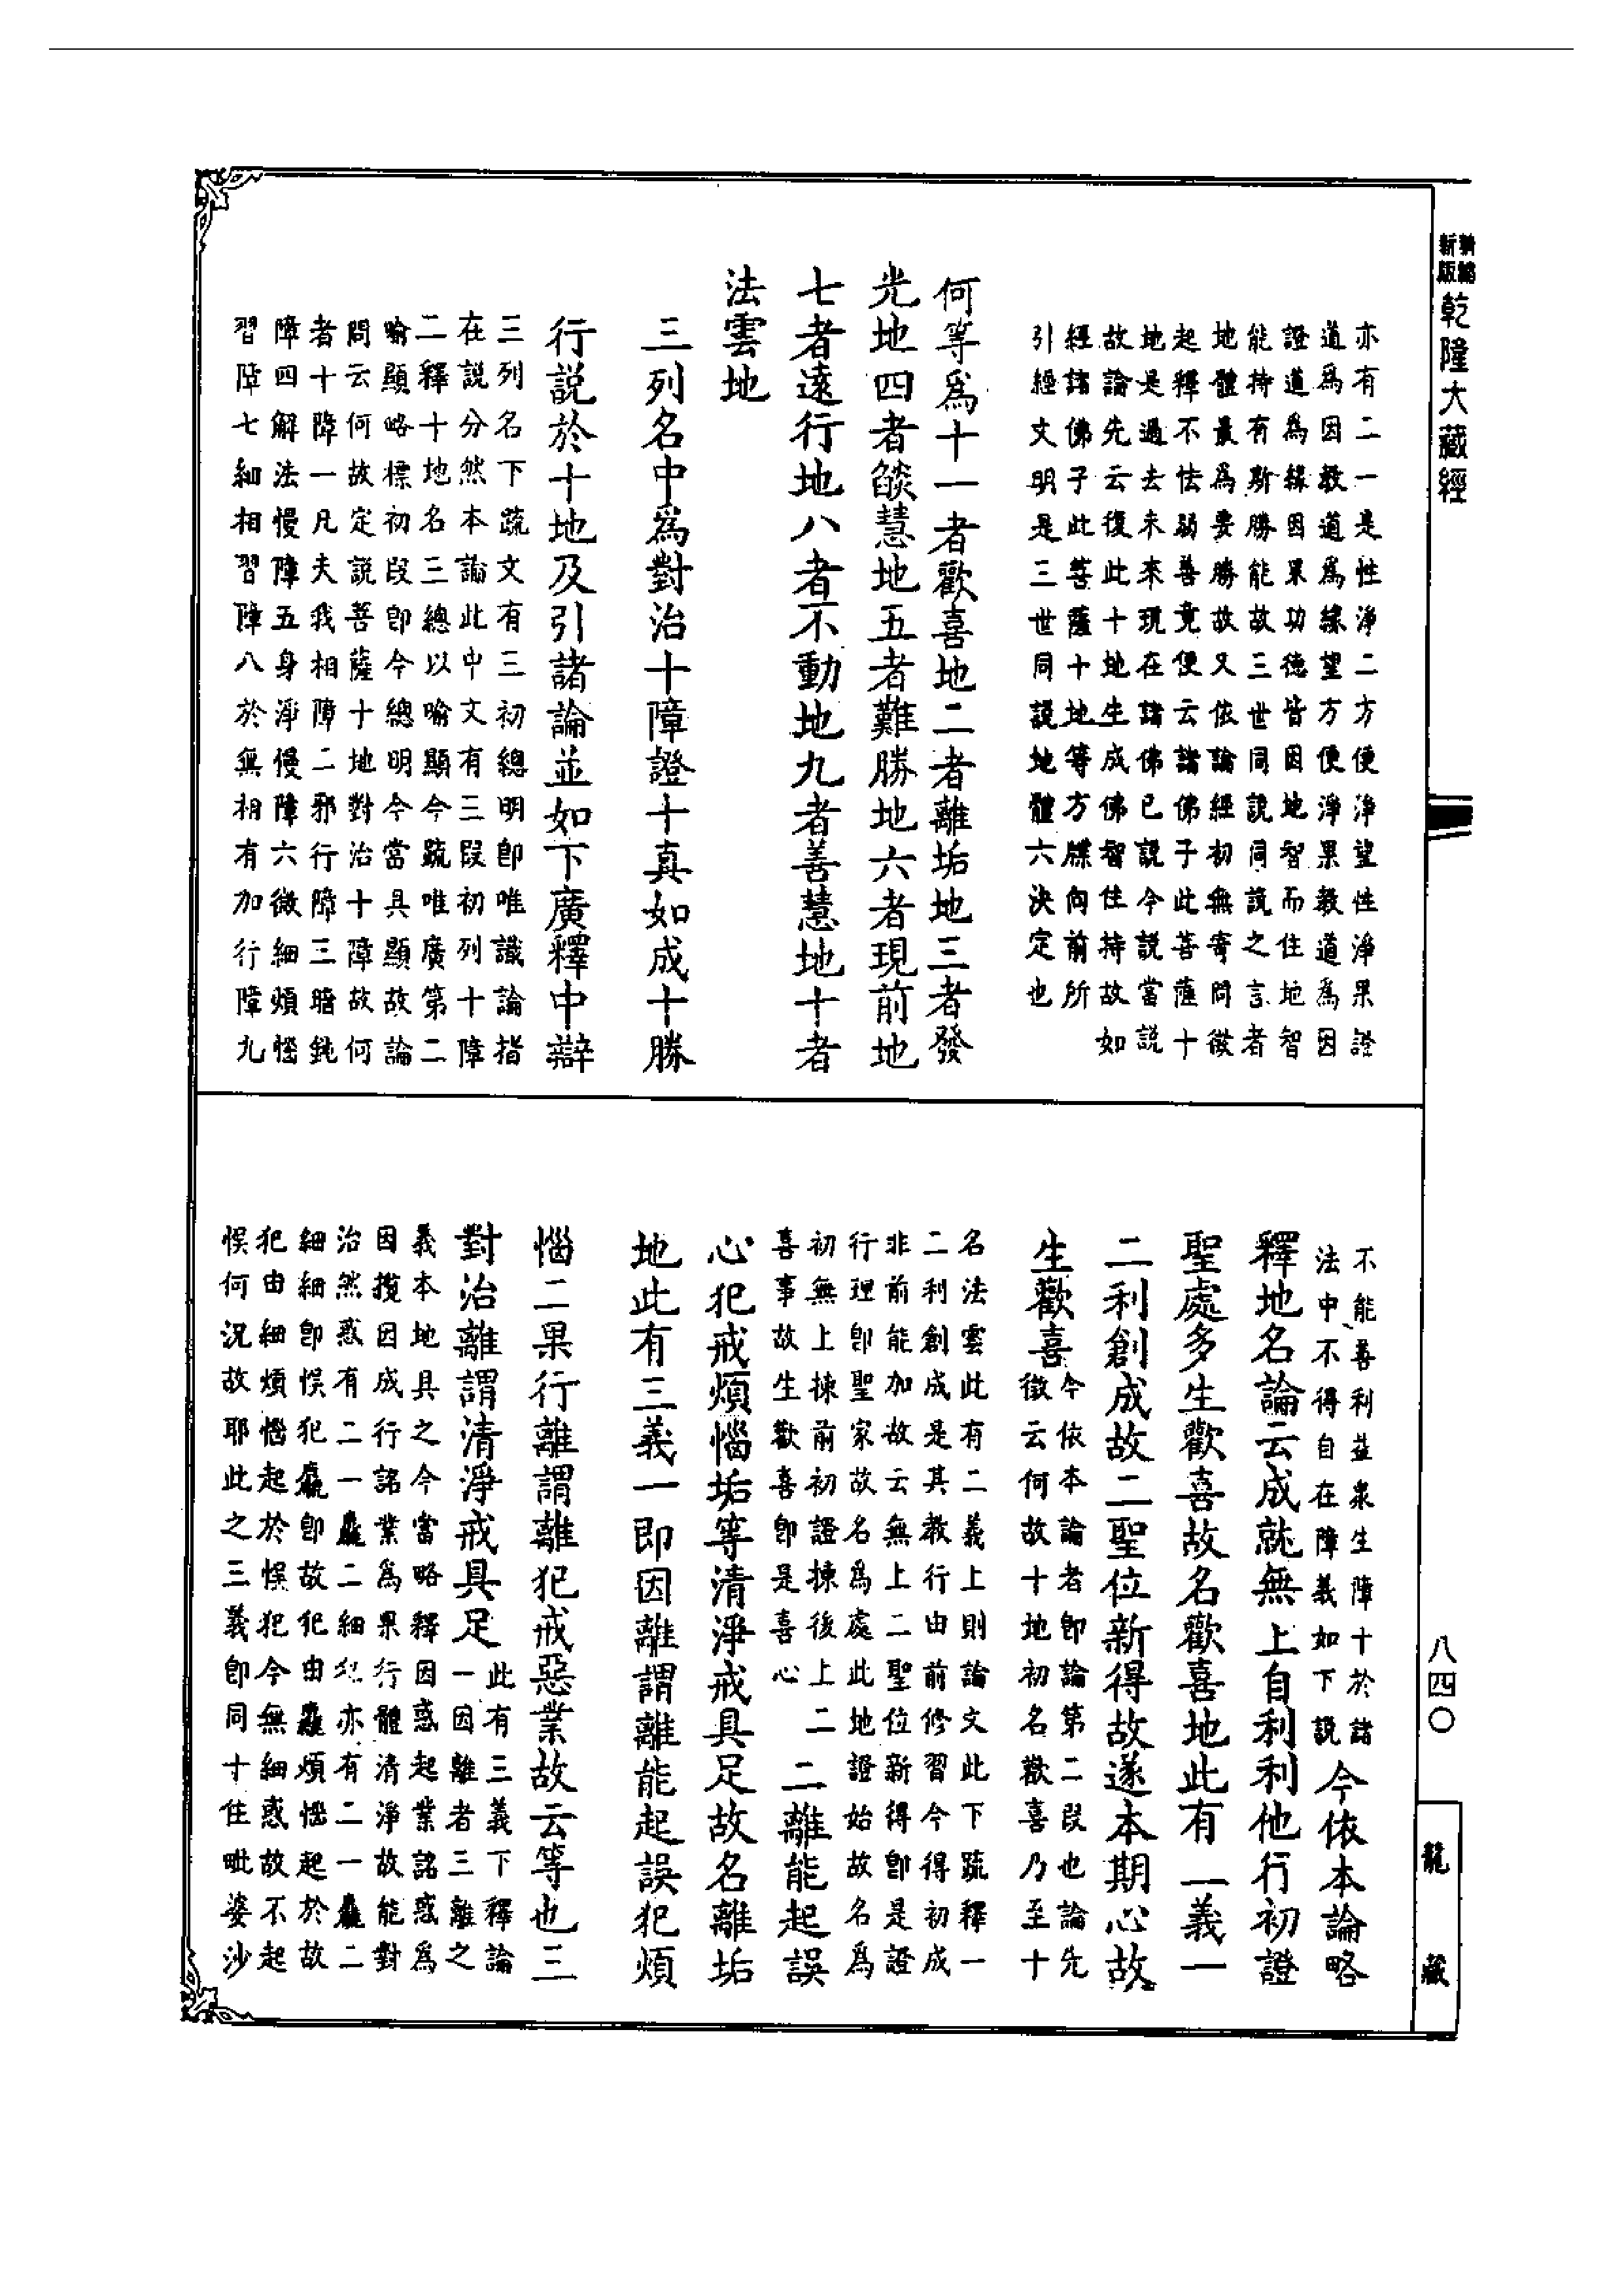 新編
新版
乾隆大藏經
亦有二一是性淨二方便淨望性淨果證
道為因教道為緣望方便淨果教道為因
證道為緣因果功德皆因地智而住地智
能持有斯勝能故三世同說同說之言者
地體最為要勝故又依論經初無寄問徵
起釋不怯弱善竟便云諸佛子此菩薩十
地是過去未來現在諸佛已說今說當說
故論先云復此十地生成佛智住持故如
經諸佛子此菩薩十地等方牒向前所
引經文明是三世同說地體六決定也
何等為十一者歡喜地二者離垢地三者發
光地四者燄慧地五者難勝地六者現前地
七者遠行地八者不動地九者善慧地十者
法雲地
三列名中為對治十障證十真如成十勝
行說於十地及引諸論並如下廣釋中辯
三列名下疏文有三初總明即唯識論指
在說分然本論此中文有三段初列十障
二釋十地名三總以喻顯今疏唯廣第二
喻顯略標初段即今總明今當具顯故論
問云何故定說菩薩十地對治十障故何
者十障一凡夫我相障二邪行障三暗鈍
障四解法慢障五身淨慢障六微細煩惱
習障七細相習障八於無相有加行障九
不能善利益眾生障十於諸
法中不得自在障義如下說今依本論略
釋地名論云成就無上自利利他行初證
聖處多生歡喜故名歡喜地此有一義一
二利創成故二聖位新得故遂本期心故
生歡喜今依本論者即論第二段也論先
徵云何故十地初名歡喜乃至十
名法雲此有二義上則論文此下疏釋一
二利創成是其教行由前修習今得初成
非前能加故云無上二聖位新得即是證
行理即聖家故名為處此地證始故名為
初無上揀前初證揀後上二
喜事故生歡喜即是喜心二離能起誤
心犯戒煩惱垢等清淨戒具足故名離垢
地此有三義一即因離謂離能起誤犯煩
惱二果行離謂離犯戒惡業故云等也三
對治離謂清淨戒具足此有三義下釋論
一因離者三離之
義本地具之今當略釋因惑起業諸惑為
因攬因成行諸業為果行體清淨故能對
治然惑有二一麤二細犯亦有二一麤二
細細即悞犯麤即故犯由麤煩惱起於故
犯由細煩惱起於悞犯今無細惑故不起
悞何況故耶此之三義即同十住毗婆沙
八四〇
龍藏